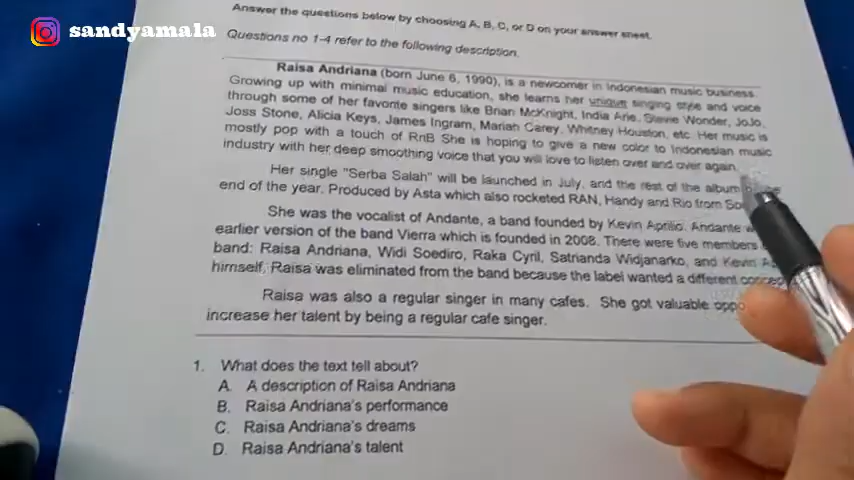 sandyamala
Answer the questions below by choosing A, B, C, or D on your answer sheet.
Questions no 1-4 refer to the following description.
Raisa Andriana (born June 6, 1990), is a newcomer in Indonesian music business.
Growing up with minimal music education, she learns her unique singing style and voice
through some of her favorite singers like Brian McKnight, India Arie, Stevie Wonder, JoJo,
Joss Stone, Alicia Keys, James Ingram, Mariah Carey, Whitney Houston, etc. Her music is
mostly pop with a touch of RnB She is hoping to give a new color to Indonesian music
industry with her deep smoothing voice that you will love to listen over and over again.
Her single "Serba Salah" will be launched in July, and the rest of the album
end of the year. Produced by Asta which also rocketed RAN, Handy and Rio from
She was the vocalist of Andante, a band founded by Kevin Aprilio. Andante
earlier version of the band Vierra which is founded in 2008. There were five members
band: Raisa Andriana, Widi Soediro, Raka Cyril, Satrianda Widjanarko, and Kevin
himself, Raisa was eliminated from the band because the label wanted a different
Raisa was also a regular singer in many cafes. She got valuable
increase her talent by being a regular cafe singer.
1. What does the text tell about?
A. A description of Raisa Andriana
B. Raisa Andriana's performance
C. Raisa Andriana's dreams
D. Raisa Andriana's talent